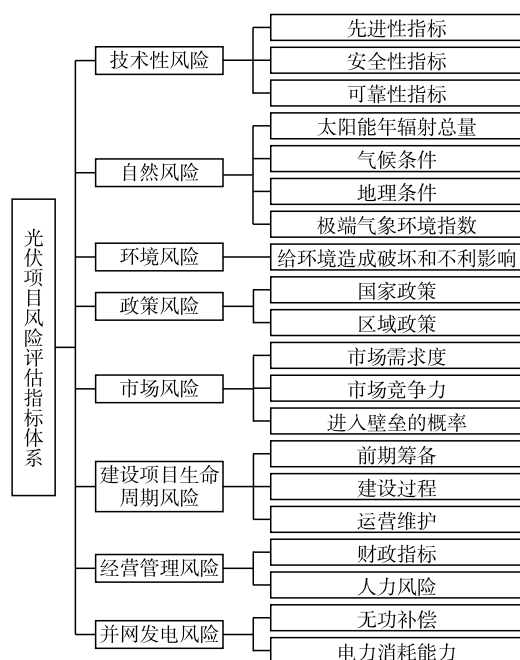 光伏项目风险评估指标体系
技术性风险
先进性指标
安全性指标
可靠性指标
自然风险
太阳能年辐射总量
气候条件
地理条件
极端气象环境指数
环境风险
给环境造成破坏和不利影响
政策风险
国家政策
区域政策
市场风险
市场需求度
市场竞争力
进入壁垒的概率
建设项目生命
周期风险
前期筹备
建设过程
运营维护
经营管理风险
财政指标
人力风险
并网发电风险
无功补偿
电力消耗能力